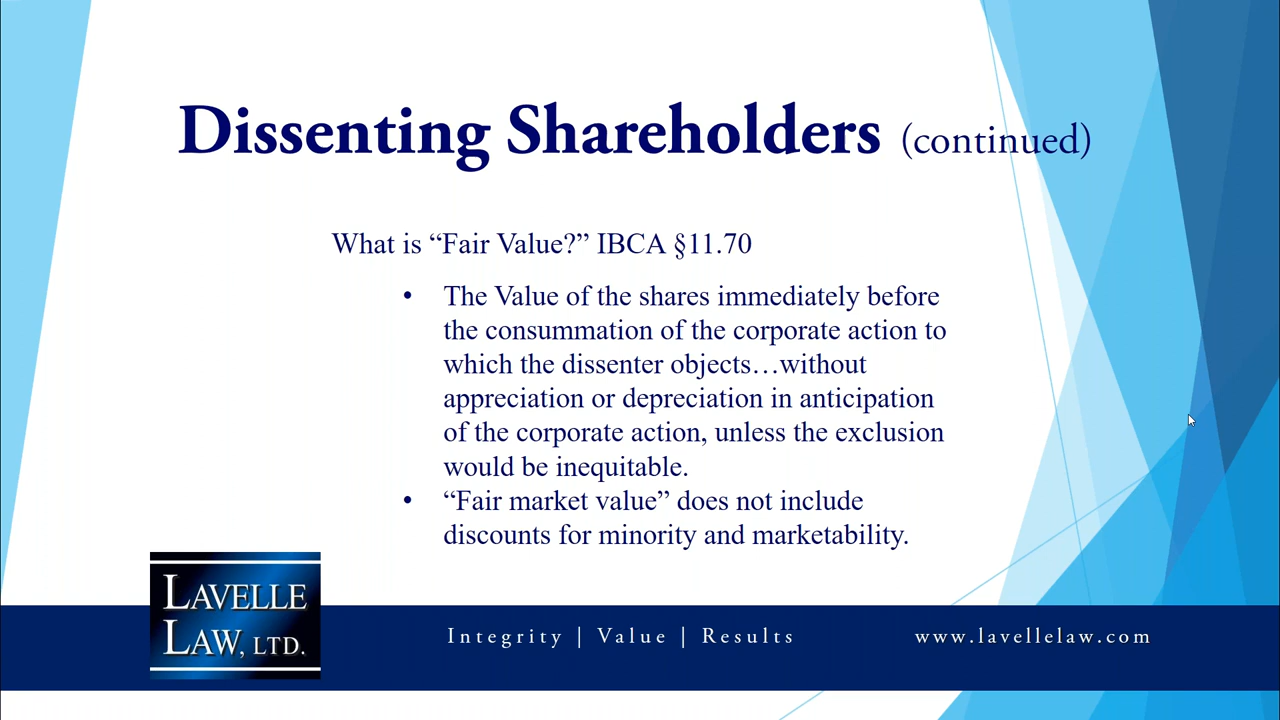 Dissenting Shareholders (continued)
What is “Fair Value?” IBCA §11.70
• The Value of the shares immediately before
the consummation of the corporate action to
which the dissenter objects…without
appreciation or depreciation in anticipation
of the corporate action, unless the exclusion
would be inequitable.
• “Fair market value” does not include
discounts for minority and marketability.
LAVELLE
LAW, LTD.
Integrity | Value | Results
www.lavellelaw.com